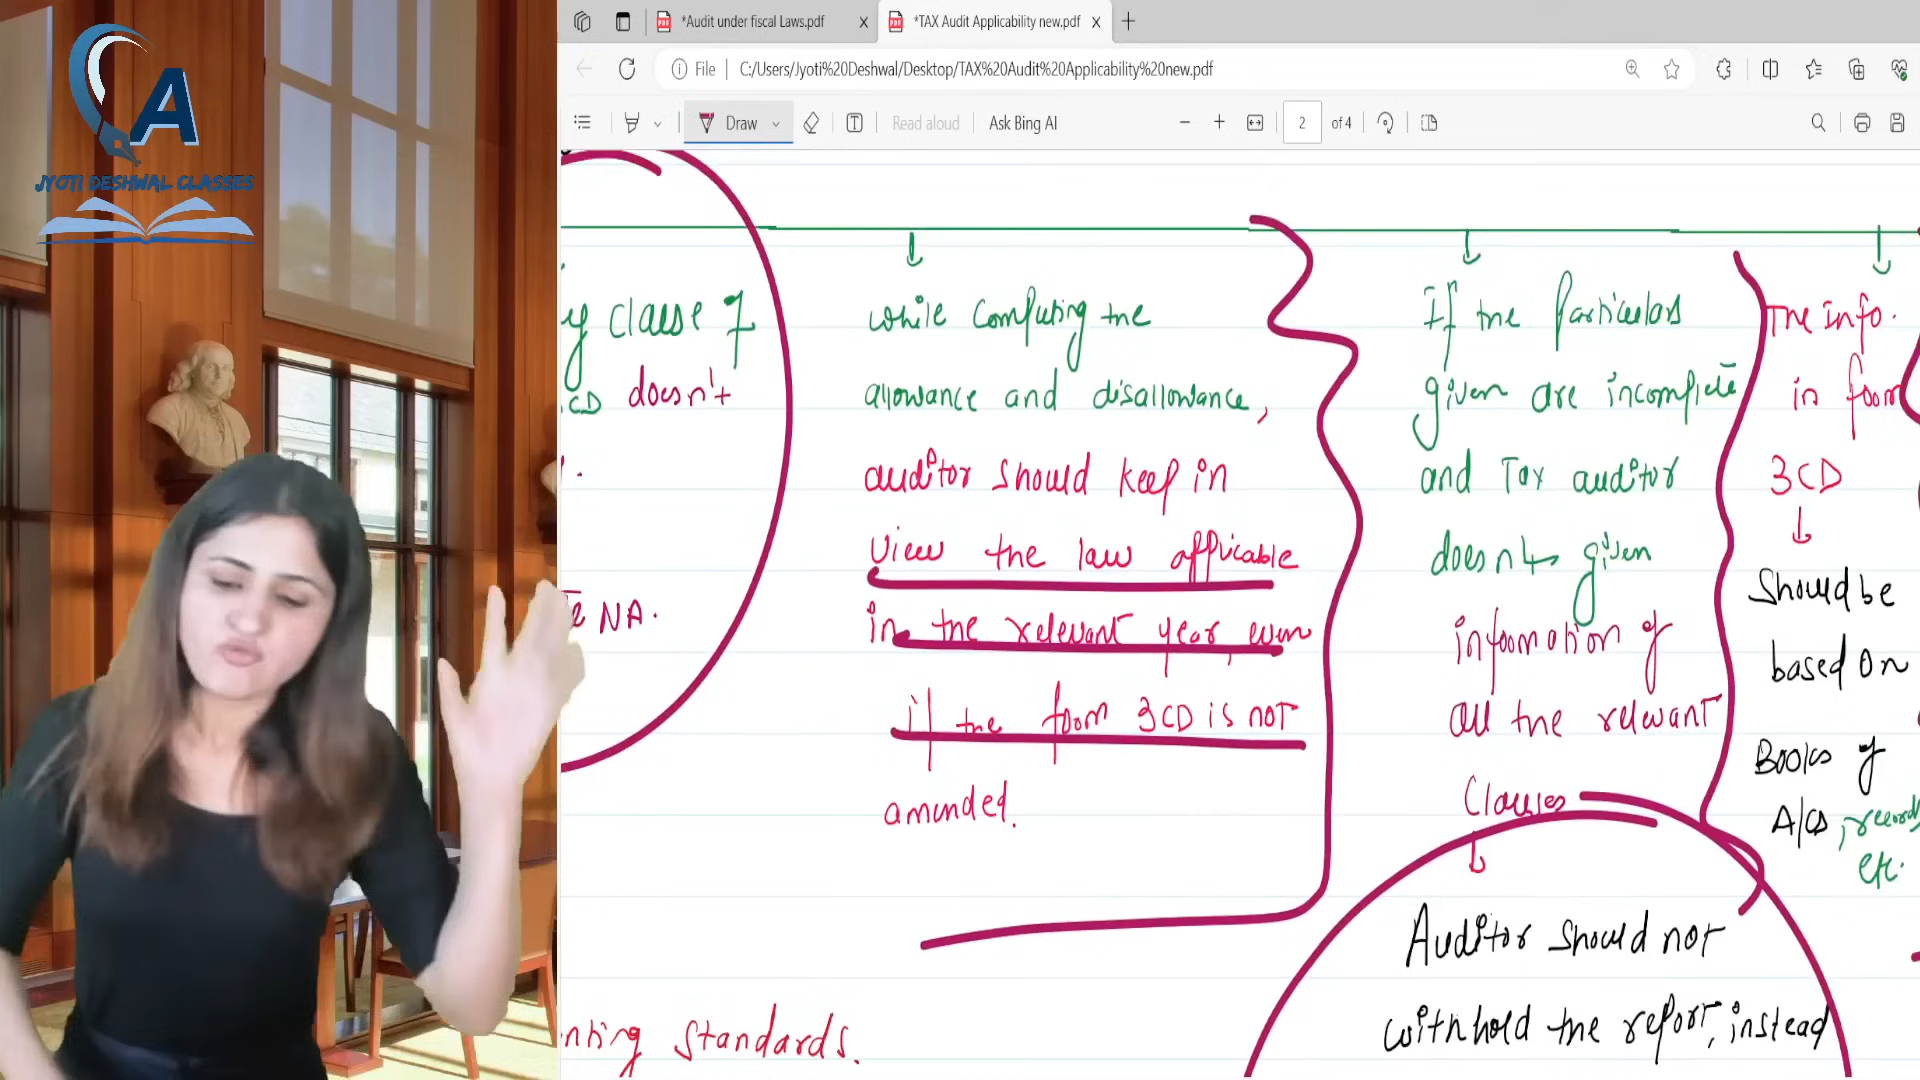 CA
JYOTI DESHWAL CLASSES
*Audit under fiscal Laws.pdf
*TAX Audit Applicability new.pdf
File
C:/Users/Jyoti%20Deshwal/Desktop/TAX%20Audit%20Applicability%20new.pdf
Draw
Read aloud
Ask Bing AI
2
of 4
clause of
CD doesn't
NA.
while computing the
allowance and disallowance,
auditor should keep in
view the law applicable
in the relevant year, even
if the form 3CD is not
amended.
If the particulars
given are incomplete
and Tax auditor
doesn't given
information of
all the relevant
Clauses
Auditor should not
withhold the report, instead
The info.
in form
3CD
Should be
based on
Books of
A/cs, records
etc.
nting standards.